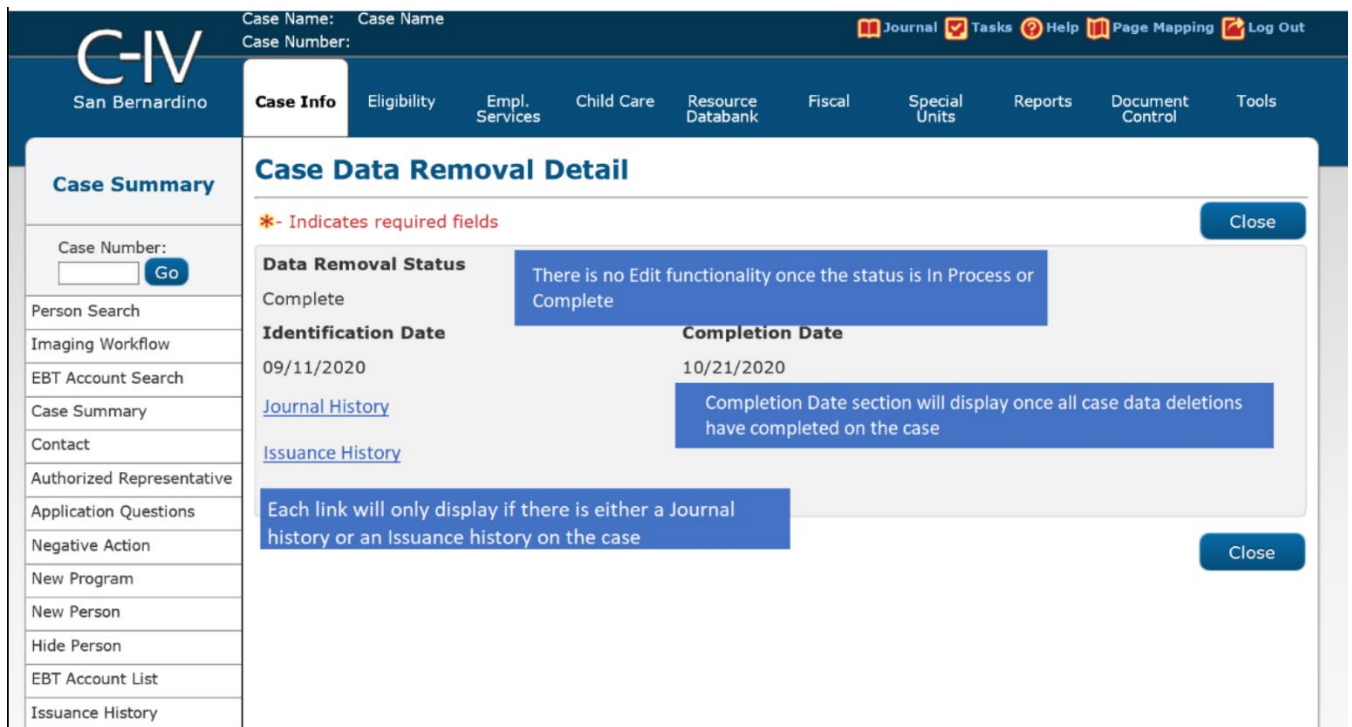 Case Name: Case Name
Case Number:
Journal Tasks Help Page Mapping Log Out
C-IV
San Bernardino
Case Info Eligibility Empl. Services Child Care Resource Databank Fiscal Special Units Reports Document Control Tools
Case Summary
Case Number:
Go
Person Search
Imaging Workflow
EBT Account Search
Case Summary
Contact
Authorized Representative
Application Questions
Negative Action
New Program
New Person
Hide Person
EBT Account List
Issuance History
Case Data Removal Detail
*- Indicates required fields
Close
Data Removal Status
Complete
There is no Edit functionality once the status is In Process or
Complete
Identification Date Completion Date
09/11/2020 10/21/2020
Journal History
Completion Date section will display once all case data deletions
have completed on the case
Issuance History
Each link will only display if there is either a Journal
history or an Issuance history on the case
Close